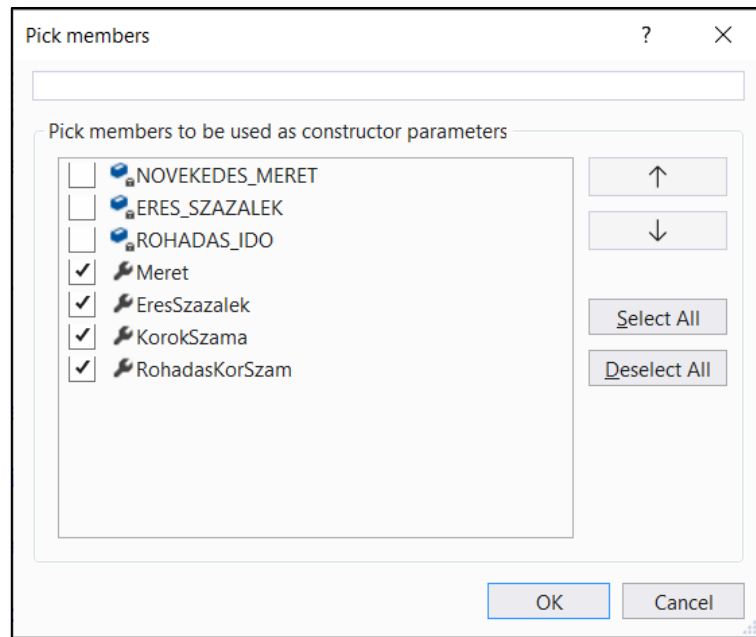 Pick members
?
Pick members to be used as constructor parameters
NOVEKEDES_MERET
ERES_SZAZALEK
ROHADAS_IDO
Meret
EresSzazalek
KorokSzama
RohadasKorSzam
Select All
Deselect All
OK
Cancel